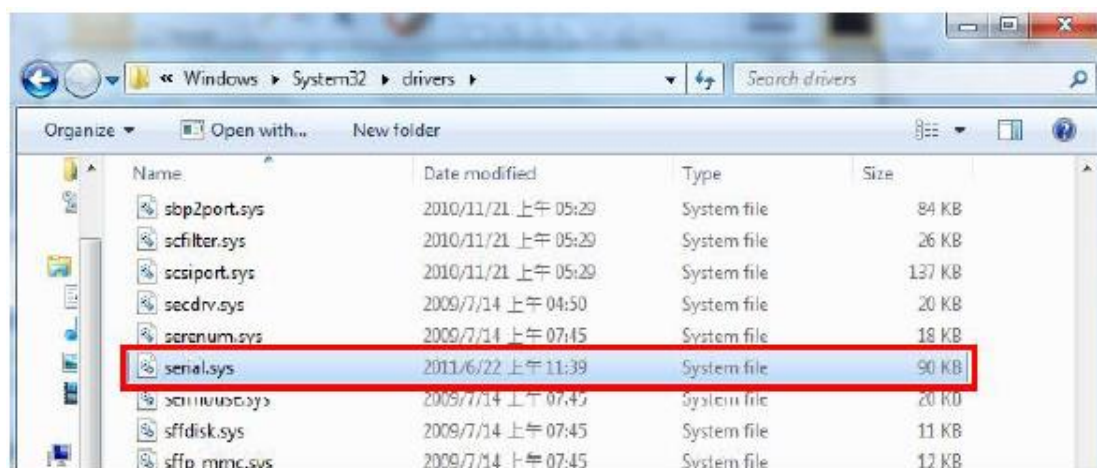 « Windows ▸ System32 ▸ drivers ▸ Search drivers
Organize ▾ Open with... New folder
Name Date modified Type Size
sbp2port.sys 2010/11/21 上午 05:29 System file 84 KB
scfilter.sys 2010/11/21 上午 05:29 System file 26 KB
scsiport.sys 2010/11/21 上午 05:29 System file 137 KB
secdrv.sys 2009/7/14 上午 04:50 System file 20 KB
serenum.sys 2009/7/14 上午 07:45 System file 18 KB
serial.sys 2011/6/22 上午 11:39 System file 90 KB
sermouse.sys 2009/7/14 上午 07:45 System file 20 KB
sffdisk.sys 2009/7/14 上午 07:45 System file 11 KB
sffp_mmc.sys 2009/7/14 上午 07:45 System file 12 KB